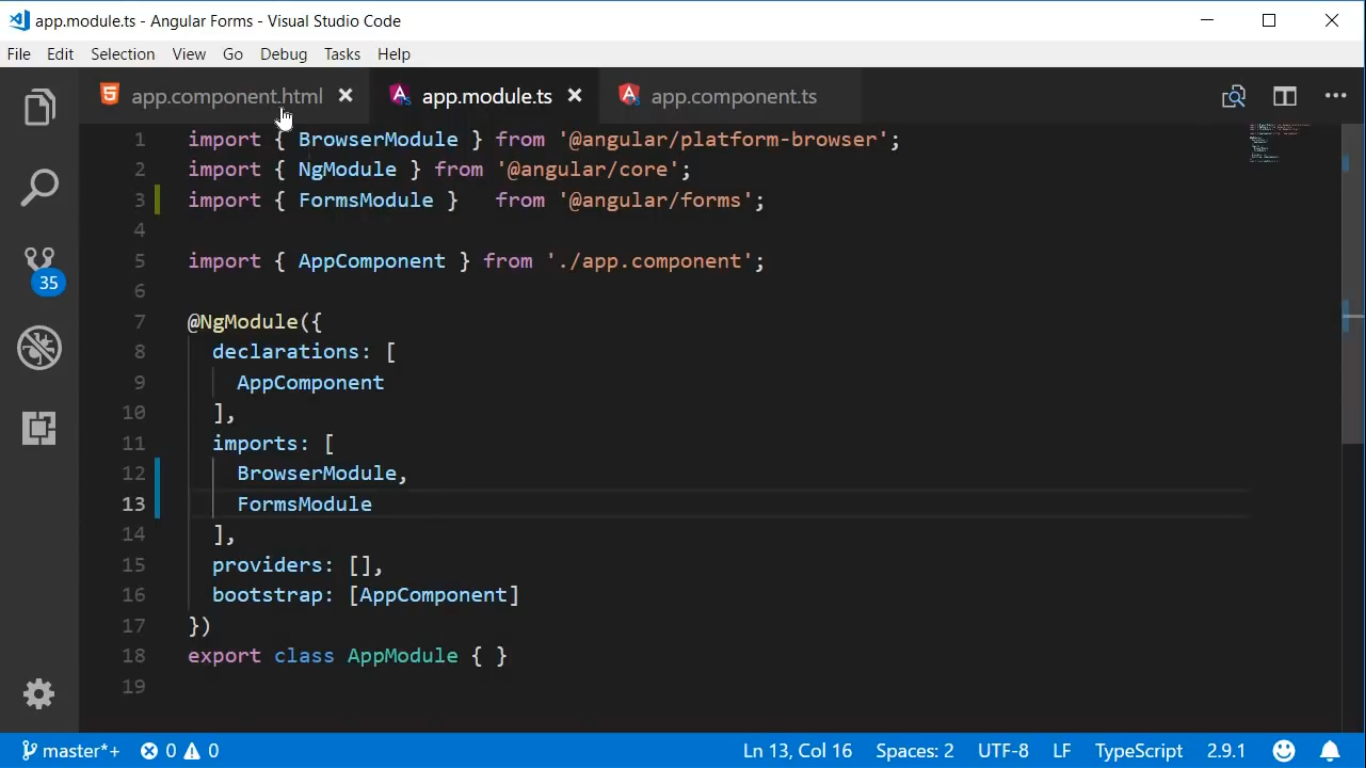 app.module.ts - Angular Forms - Visual Studio Code
File Edit Selection View Go Debug Tasks Help
app.component.html app.module.ts app.component.ts
1 import { BrowserModule } from '@angular/platform-browser';
2 import { NgModule } from '@angular/core';
3 import { FormsModule }   from '@angular/forms';
4
5 import { AppComponent } from './app.component';
6
7 @NgModule({
8   declarations: [
9     AppComponent
10   ],
11   imports: [
12     BrowserModule,
13     FormsModule
14   ],
15   providers: [],
16   bootstrap: [AppComponent]
17 })
18 export class AppModule { }
19
35
master*+ 0 0 Ln 13, Col 16 Spaces: 2 UTF-8 LF TypeScript 2.9.1